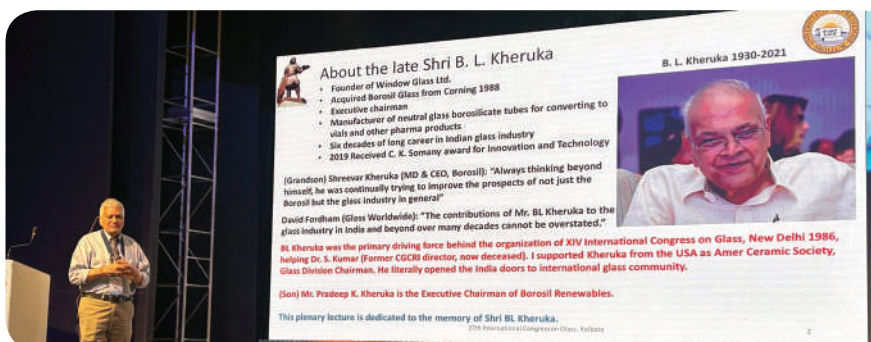 About the late Shri B. L. Kheruka
B. L. Kheruka 1930-2021
• Founder of Window Glass Ltd.
• Acquired Borosil Glass from Corning 1988
• Executive chairman
• Manufacturer of neutral glass borosilicate tubes for converting to
vials and other pharma products
• Six decades of long career in Indian glass industry
• 2019 Received C. K. Somany award for Innovation and Technology
(Grandson) Shreevar Kheruka (MD & CEO, Borosil): "Always thinking beyond
himself, he was continually trying to improve the prospects of not just the
Borosil but the glass industry in general"
David Fordham (Glass Worldwide): "The contributions of Mr. BL Kheruka to the
glass industry in India and beyond over many decades cannot be overstated."
BL Kheruka was the primary driving force behind the organization of XIV International Congress on Glass, New Delhi 1986,
helping Dr. S. Kumar (Former CGCRI director, now deceased). I supported Kheruka from the USA as Amer Ceramic Society,
Glass Division Chairman. He literally opened the India doors to international glass community.
(Son) Mr. Pradeep K. Kheruka is the Executive Chairman of Borosil Renewables.
This plenary lecture is dedicated to the memory of Shri BL Kheruka.
27th International Congress on Glass, Kolkata
2